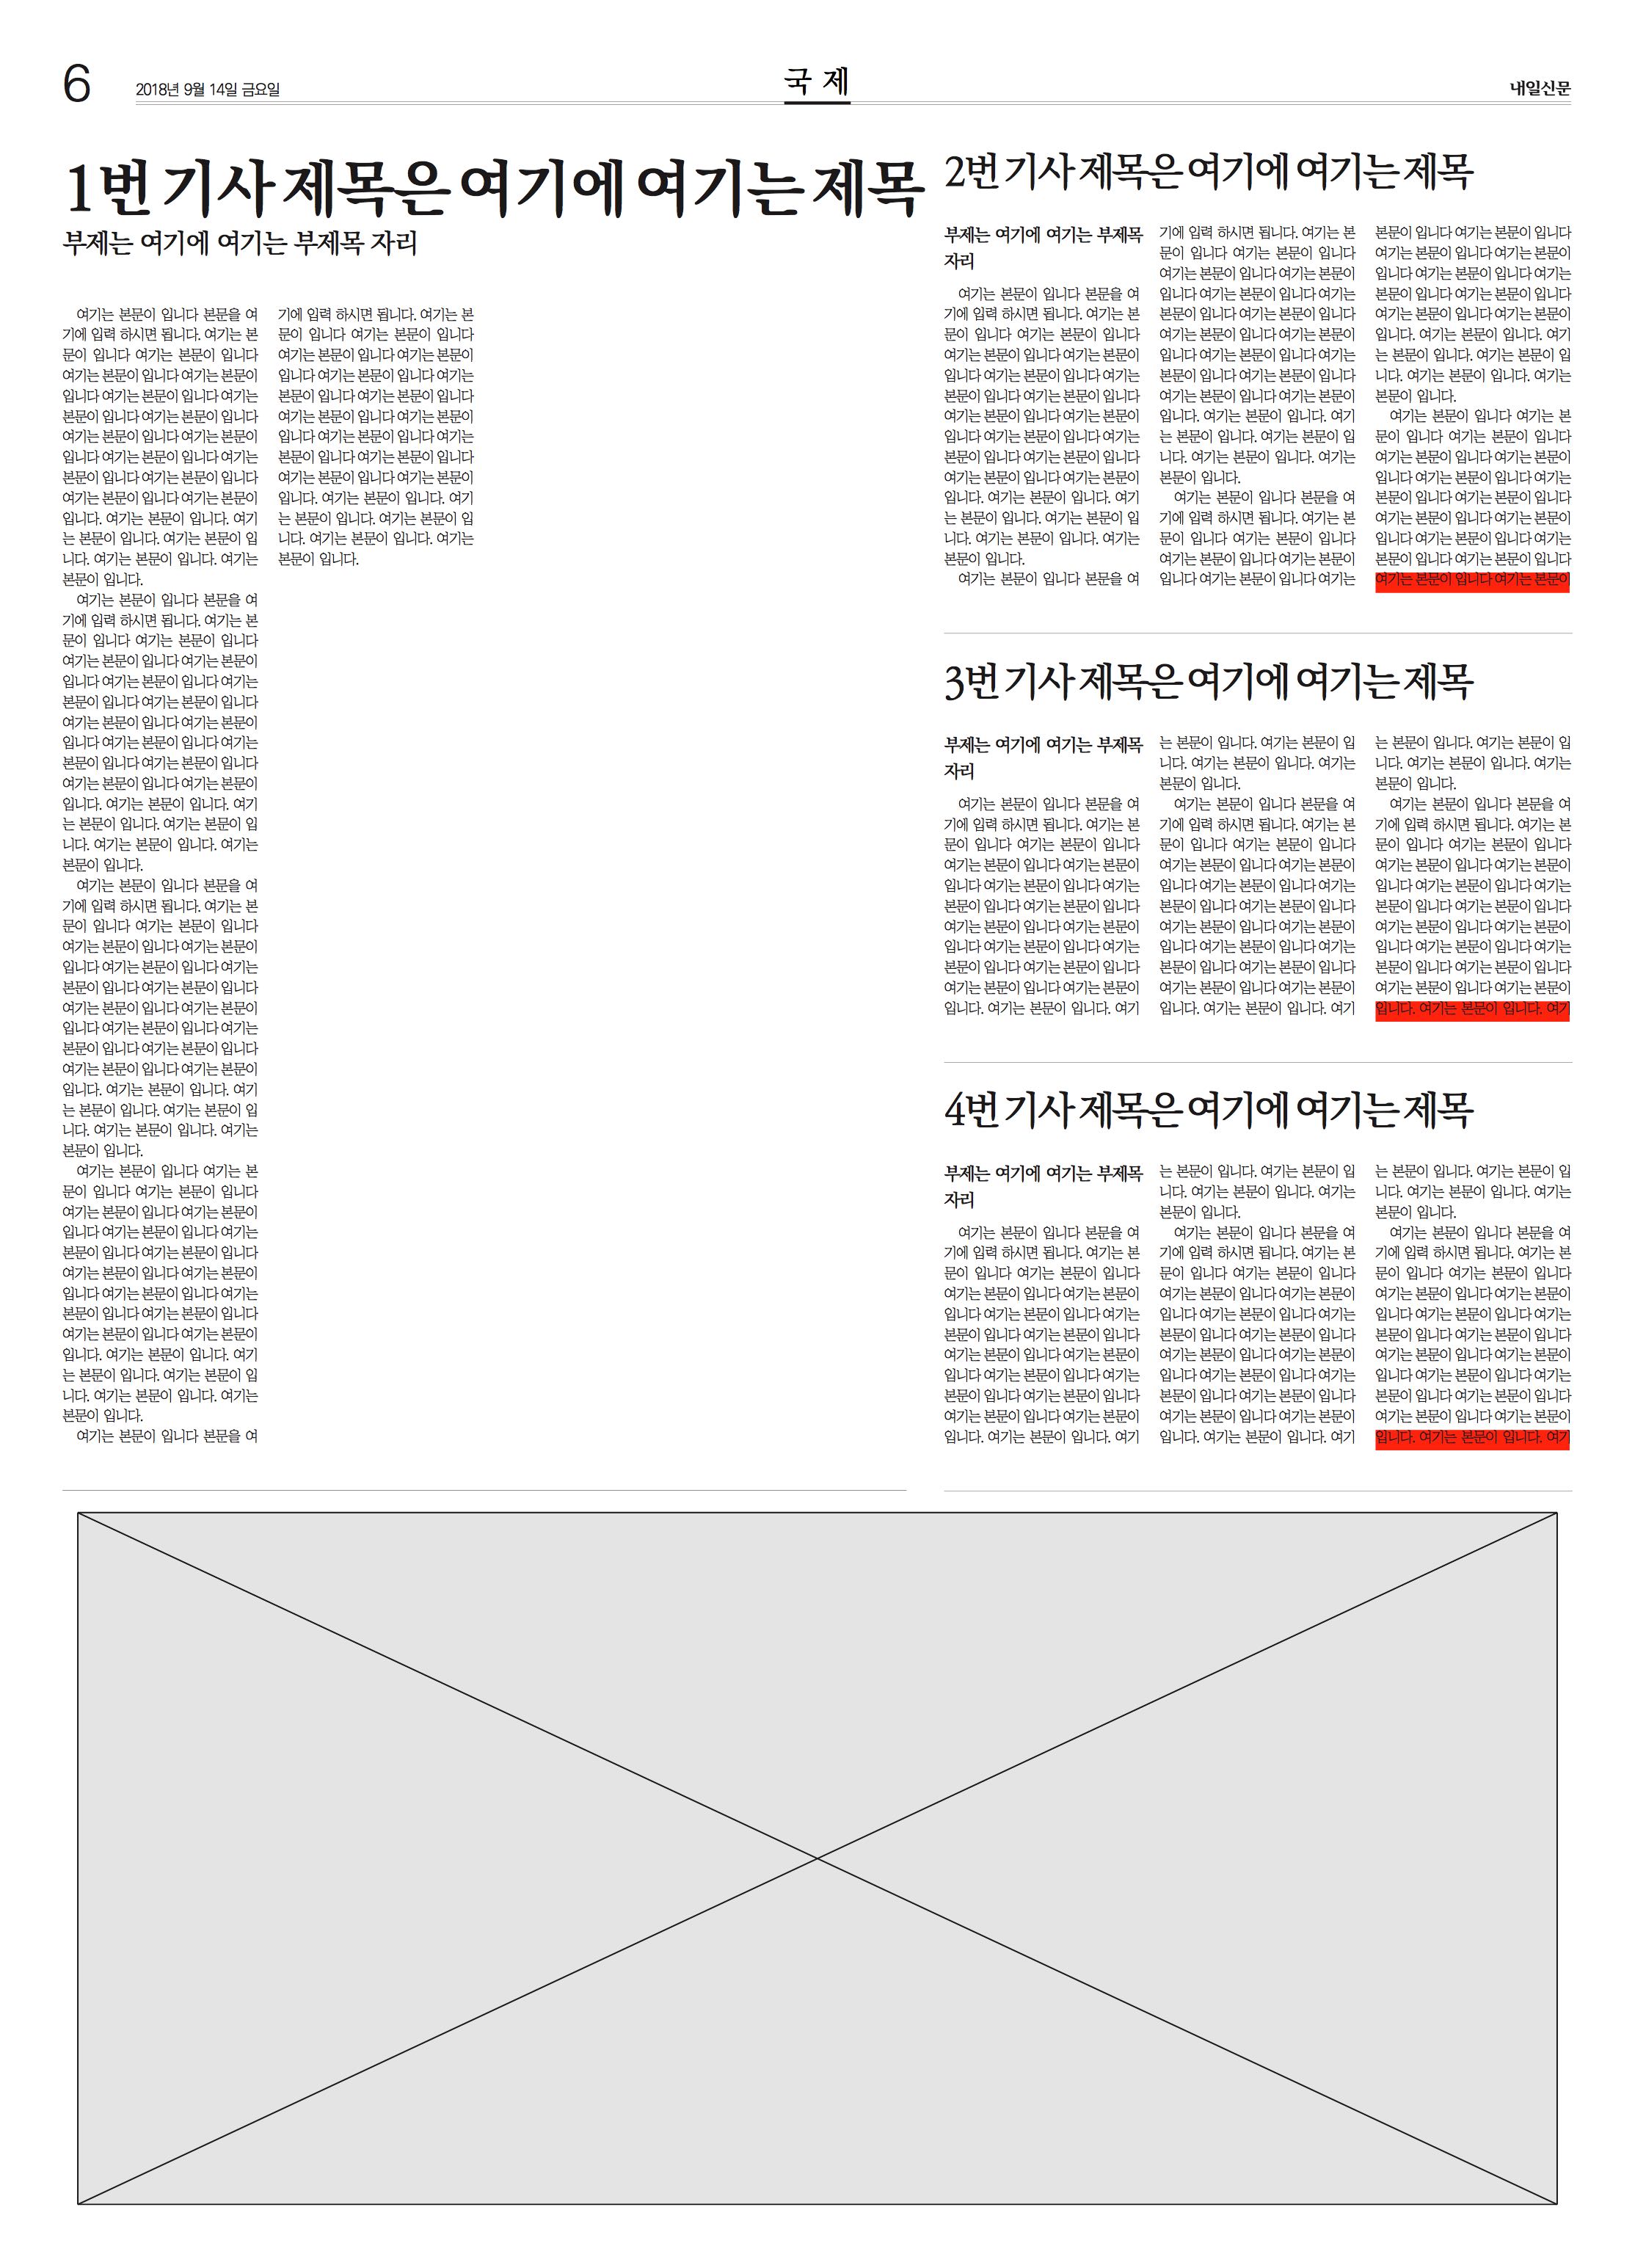 6
2018년 9월 14일 금요일
국 제
내일신문
1번 기사 제목은 여기에 여기는 제목
부제는 여기에 여기는 부제목 자리
여기는 본문이 입니다 본문을 여
기에 입력 하시면 됩니다. 여기는 본
문이 입니다 여기는 본문이 입니다
여기는 본문이 입니다 여기는 본문이
입니다 여기는 본문이 입니다 여기는
본문이 입니다 여기는 본문이 입니다
여기는 본문이 입니다 여기는 본문이
입니다 여기는 본문이 입니다 여기는
본문이 입니다 여기는 본문이 입니다
여기는 본문이 입니다 여기는 본문이
입니다. 여기는 본문이 입니다. 여기
는 본문이 입니다. 여기는 본문이 입
니다. 여기는 본문이 입니다. 여기는
본문이 입니다.
여기는 본문이 입니다 본문을 여
기에 입력 하시면 됩니다. 여기는 본
문이 입니다 여기는 본문이 입니다
여기는 본문이 입니다 여기는 본문이
입니다 여기는 본문이 입니다 여기는
본문이 입니다 여기는 본문이 입니다
여기는 본문이 입니다 여기는 본문이
입니다 여기는 본문이 입니다 여기는
본문이 입니다 여기는 본문이 입니다
여기는 본문이 입니다 여기는 본문이
입니다. 여기는 본문이 입니다. 여기
는 본문이 입니다. 여기는 본문이 입
니다. 여기는 본문이 입니다. 여기는
본문이 입니다.
여기는 본문이 입니다 본문을 여
기에 입력 하시면 됩니다. 여기는 본
문이 입니다 여기는 본문이 입니다
여기는 본문이 입니다 여기는 본문이
입니다 여기는 본문이 입니다 여기는
본문이 입니다 여기는 본문이 입니다
여기는 본문이 입니다 여기는 본문이
입니다 여기는 본문이 입니다 여기는
본문이 입니다 여기는 본문이 입니다
여기는 본문이 입니다 여기는 본문이
입니다. 여기는 본문이 입니다. 여기
는 본문이 입니다. 여기는 본문이 입
니다. 여기는 본문이 입니다. 여기는
본문이 입니다.
여기는 본문이 입니다 여기는 본
문이 입니다 여기는 본문이 입니다
여기는 본문이 입니다 여기는 본문이
입니다 여기는 본문이 입니다 여기는
본문이 입니다 여기는 본문이 입니다
여기는 본문이 입니다 여기는 본문이
입니다 여기는 본문이 입니다 여기는
본문이 입니다 여기는 본문이 입니다
여기는 본문이 입니다 여기는 본문이
입니다. 여기는 본문이 입니다. 여기
는 본문이 입니다. 여기는 본문이 입
니다. 여기는 본문이 입니다. 여기는
본문이 입니다.
여기는 본문이 입니다 본문을 여
기에 입력 하시면 됩니다. 여기는 본
문이 입니다 여기는 본문이 입니다
여기는 본문이 입니다 여기는 본문이
입니다 여기는 본문이 입니다 여기는
본문이 입니다 여기는 본문이 입니다
여기는 본문이 입니다 여기는 본문이
입니다 여기는 본문이 입니다 여기는
본문이 입니다 여기는 본문이 입니다
여기는 본문이 입니다 여기는 본문이
입니다. 여기는 본문이 입니다. 여기
는 본문이 입니다. 여기는 본문이 입
니다. 여기는 본문이 입니다. 여기는
본문이 입니다.
2번 기사 제목은 여기에 여기는 제목
부제는 여기에 여기는 부제목
자리
여기는 본문이 입니다 본문을 여
기에 입력 하시면 됩니다. 여기는 본
문이 입니다 여기는 본문이 입니다
여기는 본문이 입니다 여기는 본문이
입니다 여기는 본문이 입니다 여기는
본문이 입니다 여기는 본문이 입니다
여기는 본문이 입니다 여기는 본문이
입니다 여기는 본문이 입니다 여기는
본문이 입니다 여기는 본문이 입니다
여기는 본문이 입니다 여기는 본문이
입니다. 여기는 본문이 입니다. 여기
는 본문이 입니다. 여기는 본문이 입
니다. 여기는 본문이 입니다. 여기는
본문이 입니다.
여기는 본문이 입니다 본문을 여
기에 입력 하시면 됩니다. 여기는 본
문이 입니다 여기는 본문이 입니다
여기는 본문이 입니다 여기는 본문이
입니다 여기는 본문이 입니다 여기는
본문이 입니다 여기는 본문이 입니다
여기는 본문이 입니다 여기는 본문이
입니다 여기는 본문이 입니다 여기는
본문이 입니다 여기는 본문이 입니다
여기는 본문이 입니다 여기는 본문이
입니다. 여기는 본문이 입니다. 여기
는 본문이 입니다. 여기는 본문이 입
니다. 여기는 본문이 입니다. 여기는
본문이 입니다.
여기는 본문이 입니다 본문을 여
기에 입력 하시면 됩니다. 여기는 본
문이 입니다 여기는 본문이 입니다
여기는 본문이 입니다 여기는 본문이
입니다 여기는 본문이 입니다 여기는
본문이 입니다 여기는 본문이 입니다
여기는 본문이 입니다 여기는 본문이
입니다 여기는 본문이 입니다 여기는
본문이 입니다 여기는 본문이 입니다
여기는 본문이 입니다 여기는 본문이
입니다. 여기는 본문이 입니다. 여기
는 본문이 입니다. 여기는 본문이 입
니다. 여기는 본문이 입니다. 여기는
본문이 입니다.
여기는 본문이 입니다 여기는 본
문이 입니다 여기는 본문이 입니다
여기는 본문이 입니다 여기는 본문이
입니다 여기는 본문이 입니다 여기는
본문이 입니다 여기는 본문이 입니다
여기는 본문이 입니다 여기는 본문이
입니다 여기는 본문이 입니다 여기는
본문이 입니다 여기는 본문이 입니다
여기는 본문이 입니다 여기는 본문이
3번 기사 제목은 여기에 여기는 제목
부제는 여기에 여기는 부제목
자리
여기는 본문이 입니다 본문을 여
기에 입력 하시면 됩니다. 여기는 본
문이 입니다 여기는 본문이 입니다
여기는 본문이 입니다 여기는 본문이
입니다 여기는 본문이 입니다 여기는
본문이 입니다 여기는 본문이 입니다
여기는 본문이 입니다 여기는 본문이
입니다 여기는 본문이 입니다 여기는
본문이 입니다 여기는 본문이 입니다
여기는 본문이 입니다 여기는 본문이
입니다. 여기는 본문이 입니다. 여기
는 본문이 입니다. 여기는 본문이 입
니다. 여기는 본문이 입니다. 여기는
본문이 입니다.
여기는 본문이 입니다 본문을 여
기에 입력 하시면 됩니다. 여기는 본
문이 입니다 여기는 본문이 입니다
여기는 본문이 입니다 여기는 본문이
입니다 여기는 본문이 입니다 여기는
본문이 입니다 여기는 본문이 입니다
여기는 본문이 입니다 여기는 본문이
입니다 여기는 본문이 입니다 여기는
본문이 입니다 여기는 본문이 입니다
여기는 본문이 입니다 여기는 본문이
입니다. 여기는 본문이 입니다. 여기
는 본문이 입니다. 여기는 본문이 입
니다. 여기는 본문이 입니다. 여기는
본문이 입니다.
여기는 본문이 입니다 본문을 여
기에 입력 하시면 됩니다. 여기는 본
문이 입니다 여기는 본문이 입니다
여기는 본문이 입니다 여기는 본문이
입니다 여기는 본문이 입니다 여기는
본문이 입니다 여기는 본문이 입니다
여기는 본문이 입니다 여기는 본문이
입니다 여기는 본문이 입니다 여기는
본문이 입니다 여기는 본문이 입니다
여기는 본문이 입니다 여기는 본문이
입니다. 여기는 본문이 입니다. 여기
4번 기사 제목은 여기에 여기는 제목
부제는 여기에 여기는 부제목
자리
여기는 본문이 입니다 본문을 여
기에 입력 하시면 됩니다. 여기는 본
문이 입니다 여기는 본문이 입니다
여기는 본문이 입니다 여기는 본문이
입니다 여기는 본문이 입니다 여기는
본문이 입니다 여기는 본문이 입니다
여기는 본문이 입니다 여기는 본문이
입니다 여기는 본문이 입니다 여기는
본문이 입니다 여기는 본문이 입니다
여기는 본문이 입니다 여기는 본문이
입니다. 여기는 본문이 입니다. 여기
는 본문이 입니다. 여기는 본문이 입
니다. 여기는 본문이 입니다. 여기는
본문이 입니다.
여기는 본문이 입니다 본문을 여
기에 입력 하시면 됩니다. 여기는 본
문이 입니다 여기는 본문이 입니다
여기는 본문이 입니다 여기는 본문이
입니다 여기는 본문이 입니다 여기는
본문이 입니다 여기는 본문이 입니다
여기는 본문이 입니다 여기는 본문이
입니다 여기는 본문이 입니다 여기는
본문이 입니다 여기는 본문이 입니다
여기는 본문이 입니다 여기는 본문이
입니다. 여기는 본문이 입니다. 여기
는 본문이 입니다. 여기는 본문이 입
니다. 여기는 본문이 입니다. 여기는
본문이 입니다.
여기는 본문이 입니다 본문을 여
기에 입력 하시면 됩니다. 여기는 본
문이 입니다 여기는 본문이 입니다
여기는 본문이 입니다 여기는 본문이
입니다 여기는 본문이 입니다 여기는
본문이 입니다 여기는 본문이 입니다
여기는 본문이 입니다 여기는 본문이
입니다 여기는 본문이 입니다 여기는
본문이 입니다 여기는 본문이 입니다
여기는 본문이 입니다 여기는 본문이
입니다. 여기는 본문이 입니다. 여기